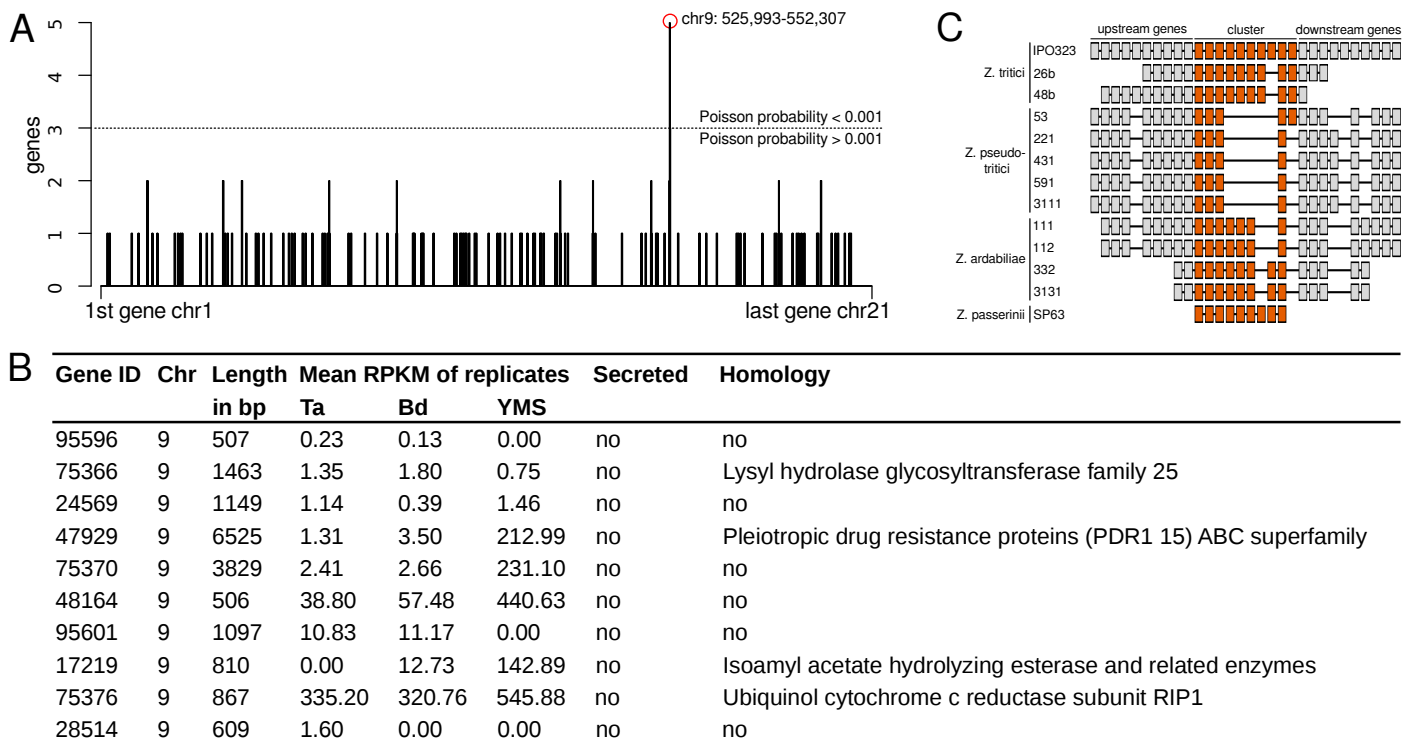 A
genes
5
4
3
2
1
0
chr9: 525,993-552,307
Poisson probability < 0.001
Poisson probability > 0.001
1st gene chr1
last gene chr21
C
upstream genes cluster downstream genes
Z. tritici
IPO323
26b
48b
Z. pseudo-
tritici
53
221
431
591
3111
Z. ardabiliae
111
112
332
3131
Z. passerinii SP63
B
Gene ID Chr Length Mean RPKM of replicates Secreted Homology
in bp Ta Bd YMS
95596 9 507 0.23 0.13 0.00 no no
75366 9 1463 1.35 1.80 0.75 no Lysyl hydrolase glycosyltransferase family 25
24569 9 1149 1.14 0.39 1.46 no no
47929 9 6525 1.31 3.50 212.99 no Pleiotropic drug resistance proteins (PDR1 15) ABC superfamily
75370 9 3829 2.41 2.66 231.10 no no
48164 9 506 38.80 57.48 440.63 no no
95601 9 1097 10.83 11.17 0.00 no no
17219 9 810 0.00 12.73 142.89 no Isoamyl acetate hydrolyzing esterase and related enzymes
75376 9 867 335.20 320.76 545.88 no Ubiquinol cytochrome c reductase subunit RIP1
28514 9 609 1.60 0.00 0.00 no no